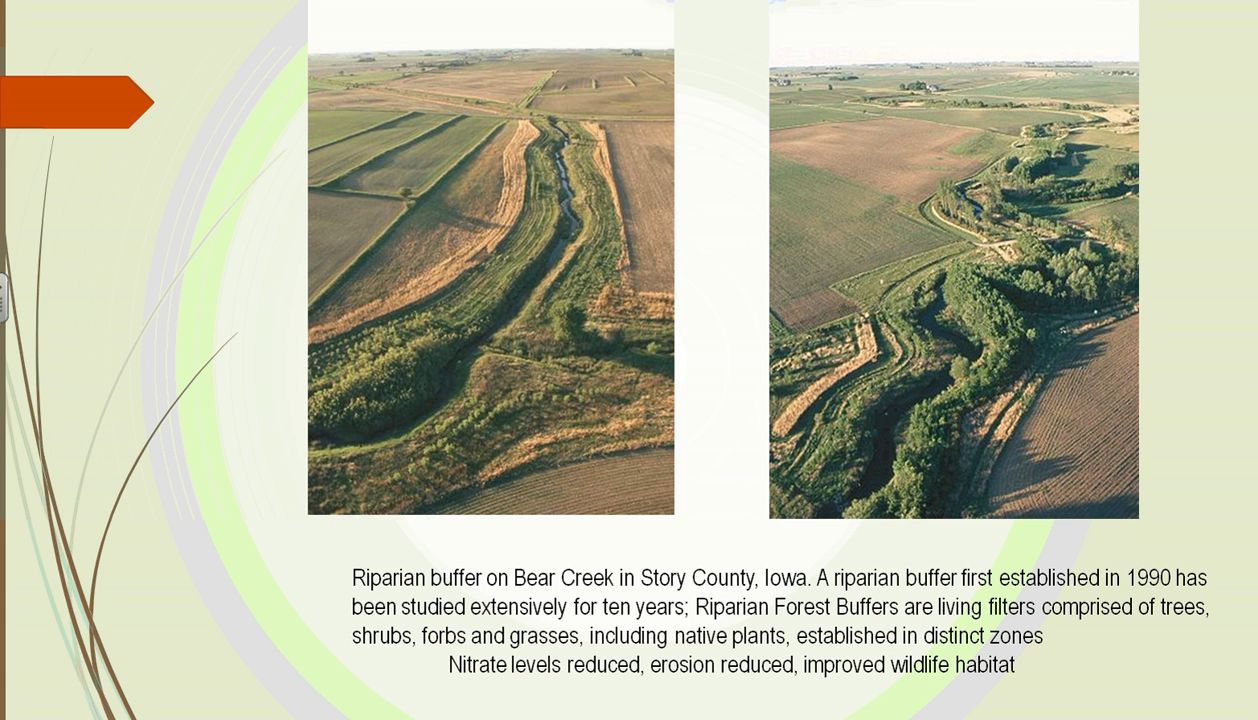 Riparian buffer on Bear Creek in Story County, Iowa. A riparian buffer first established in 1990 has
been studied extensively for ten years; Riparian Forest Buffers are living filters comprised of trees,
shrubs, forbs and grasses, including native plants, established in distinct zones
Nitrate levels reduced, erosion reduced, improved wildlife habitat